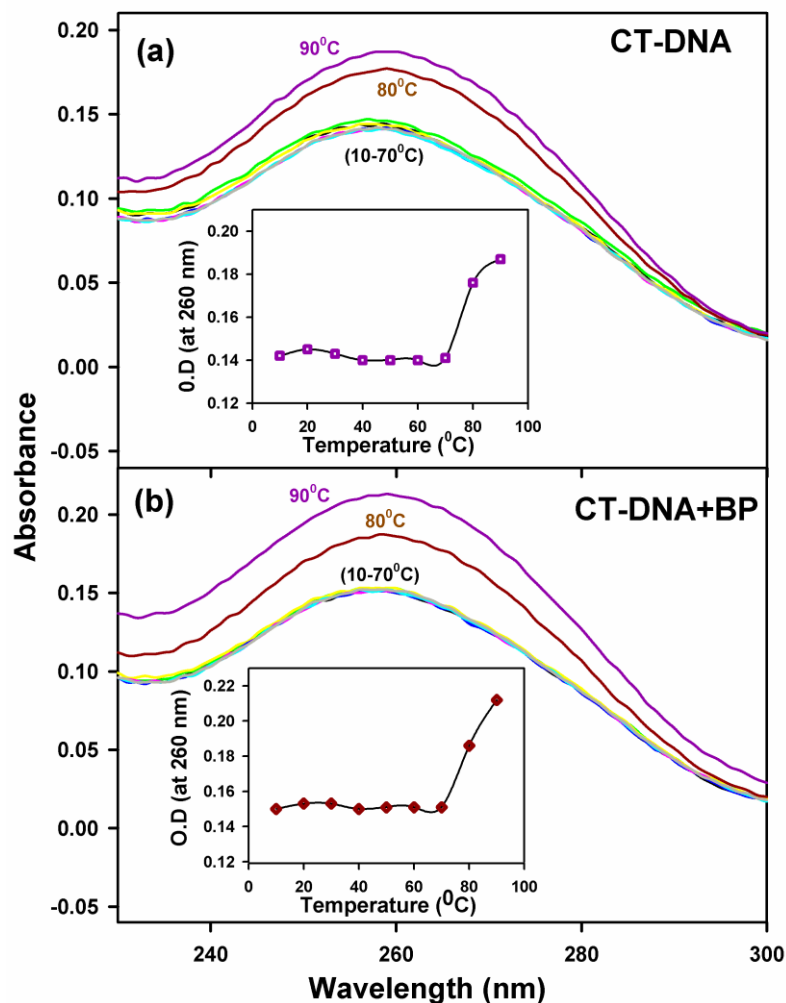 (a)
CT-DNA
90⁰C
80⁰C
(10-70⁰C)
0.20
0.15
0.10
0.05
0.00
-0.05
0.D (at 260 nm)
0.20
0.18
0.16
0.14
0.12
0 20 40 60 80 100
Temperature (⁰C)
Absorbance
(b)
CT-DNA+BP
90⁰C
80⁰C
(10-70⁰C)
0.20
0.15
0.10
0.05
0.00
-0.05
O.D (at 260 nm)
0.22
0.20
0.18
0.16
0.14
0.12
0 20 40 60 80 100
Temperature (⁰C)
240 260 280 300
Wavelength (nm)